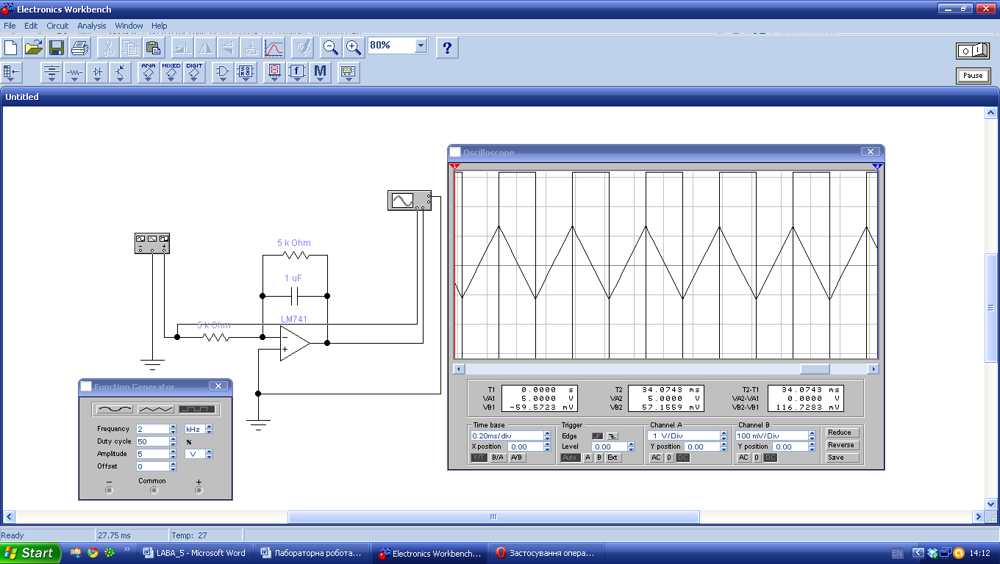 Electronics Workbench
File Edit Circuit Analysis Window Help
80%
?
ANA MIXED DIGIT
f M
Pause
Untitled
Oscilloscope
1 2
5 k Ohm
1 uF
LM741
5 k Ohm
Function Generator
Frequency 2 kHz
Duty cycle 50 %
Amplitude 5 V
Offset 0
− Common +
T1 0.0000 s T2 34.0743 ms T2-T1 34.0743 ms
VA1 5.0000 V VA2 5.0000 V VA2-VA1 0.0000 V
VB1 -59.5723 mV VB2 57.1559 mV VB2-VB1 116.7283 mV
Time base Trigger Channel A Channel B
0.20ms/div Edge 1 V/Div 100 mV/Div Reduce
X position 0.00 Level 0.00 Y position 0.00 Y position 0.00 Reverse
Y/T B/A A/B Auto A B Ext AC 0 DC AC 0 DC Save
Ready 27.75 ms Temp: 27
Start LABA_5 - Microsoft Word Лабораторна робота... Electronics Workbenc... Застосування опера... EN 14:12